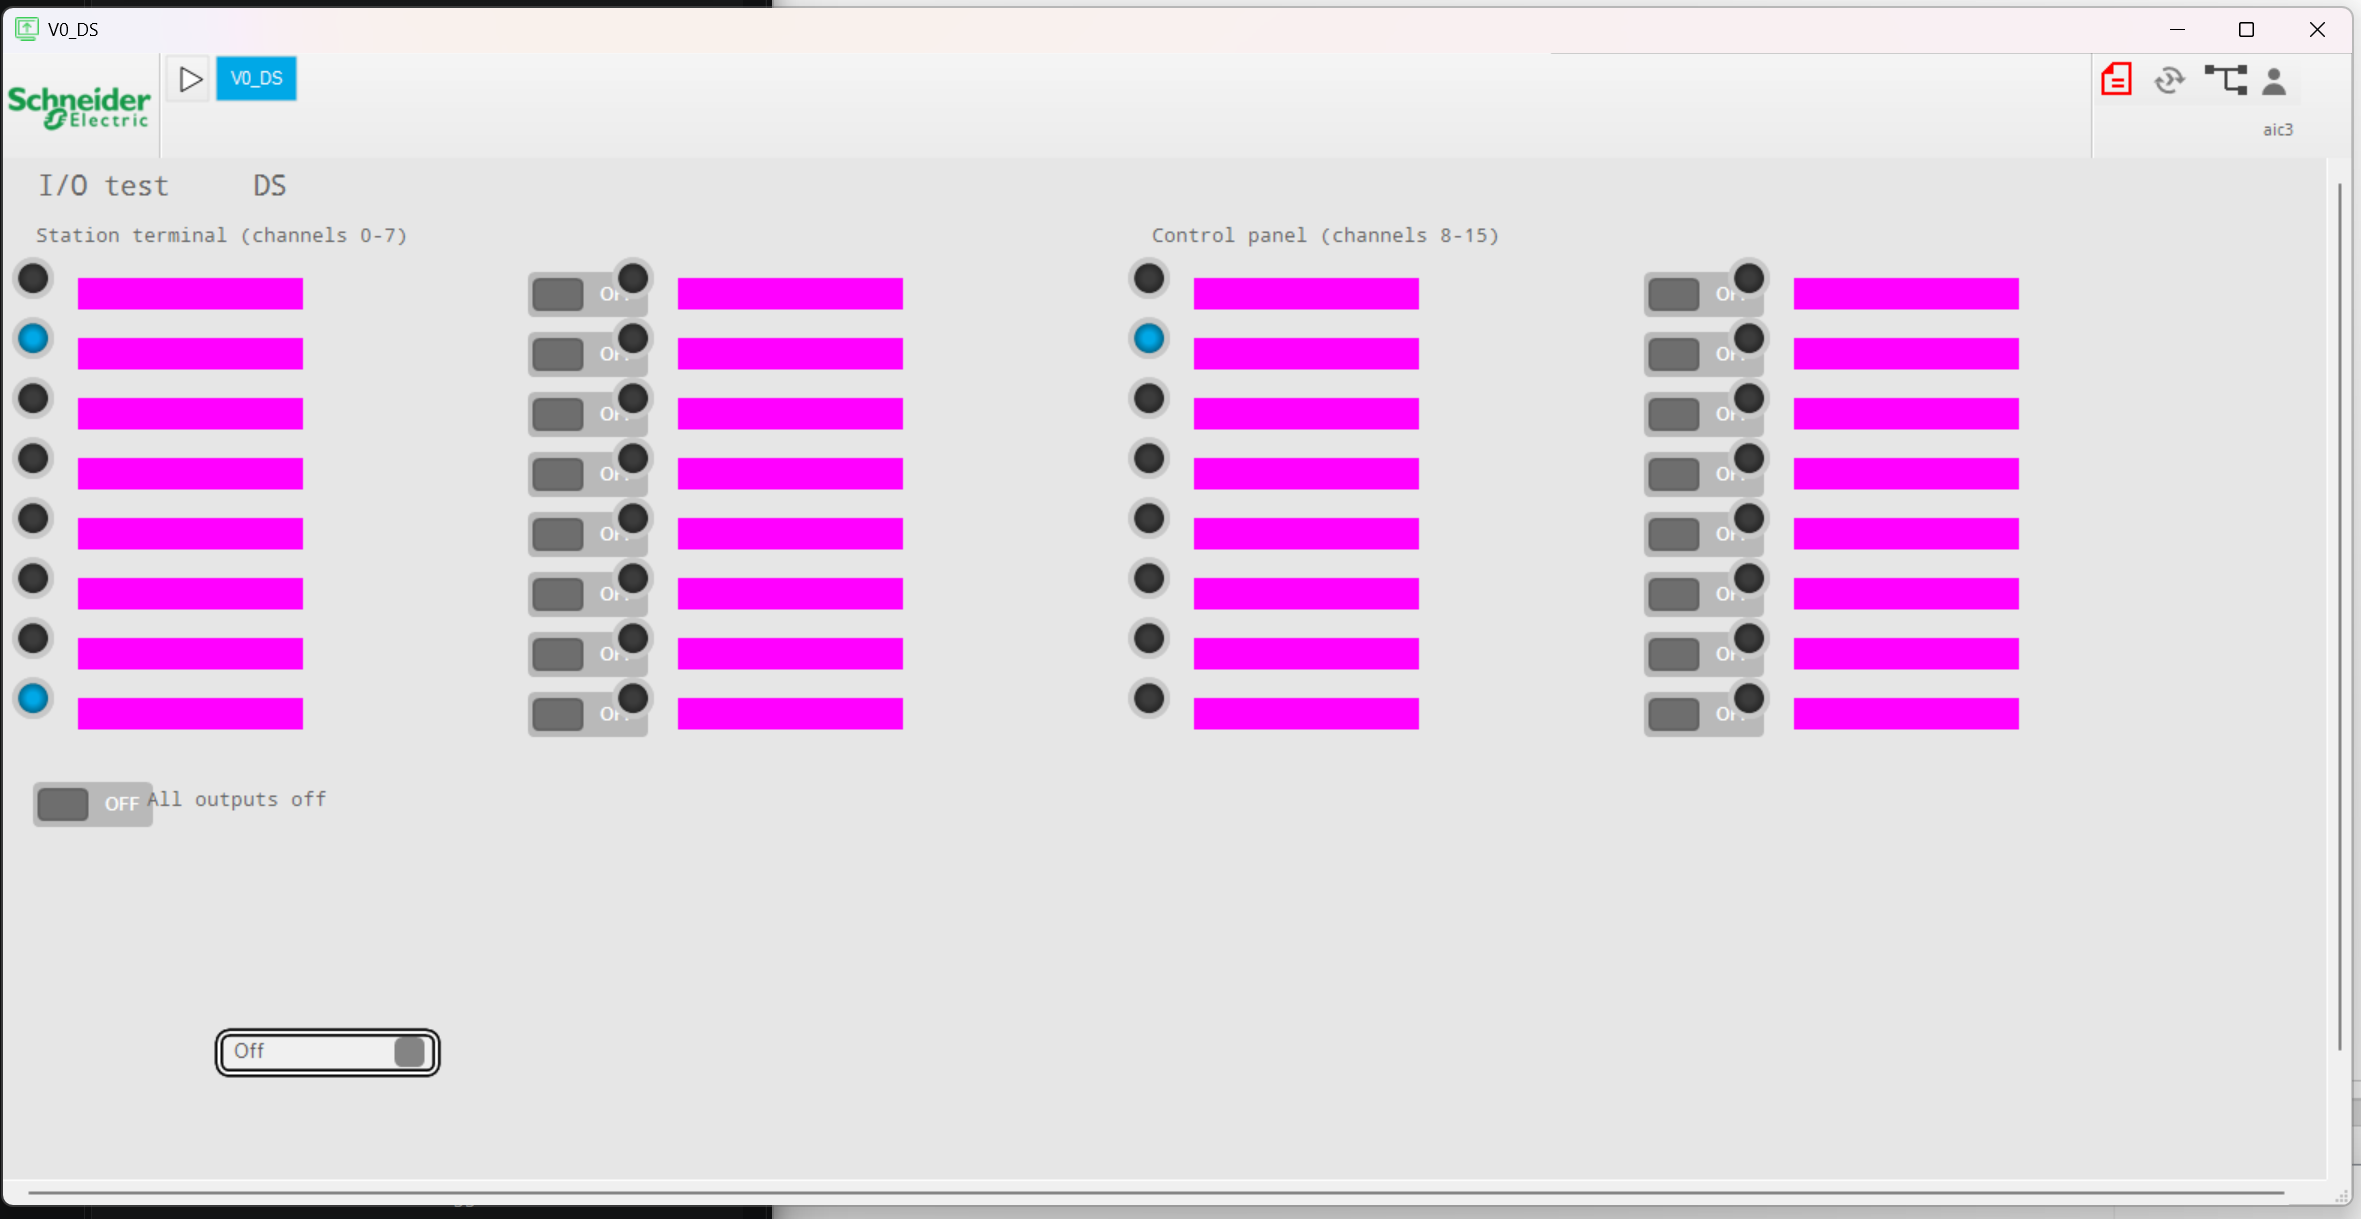 V0_DS
Schneider Electric
V0_DS
aic3
I/O test DS
Station terminal (channels 0-7)
Control panel (channels 8-15)
OFF All outputs off
Off